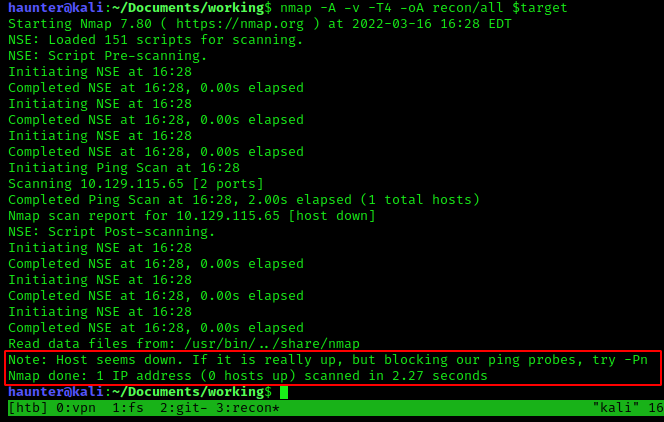 haunter@kali:~/Documents/working$ nmap -A -v -T4 -oA recon/all $target
Starting Nmap 7.80 ( https://nmap.org ) at 2022-03-16 16:28 EDT
NSE: Loaded 151 scripts for scanning.
NSE: Script Pre-scanning.
Initiating NSE at 16:28
Completed NSE at 16:28, 0.00s elapsed
Initiating NSE at 16:28
Completed NSE at 16:28, 0.00s elapsed
Initiating NSE at 16:28
Completed NSE at 16:28, 0.00s elapsed
Initiating Ping Scan at 16:28
Scanning 10.129.115.65 [2 ports]
Completed Ping Scan at 16:28, 2.00s elapsed (1 total hosts)
Nmap scan report for 10.129.115.65 [host down]
NSE: Script Post-scanning.
Initiating NSE at 16:28
Completed NSE at 16:28, 0.00s elapsed
Initiating NSE at 16:28
Completed NSE at 16:28, 0.00s elapsed
Initiating NSE at 16:28
Completed NSE at 16:28, 0.00s elapsed
Read data files from: /usr/bin/../share/nmap
Note: Host seems down. If it is really up, but blocking our ping probes, try -Pn
Nmap done: 1 IP address (0 hosts up) scanned in 2.27 seconds
haunter@kali:~/Documents/working$
[htb] 0:vpn  1:fs  2:git- 3:recon* "kali" 16